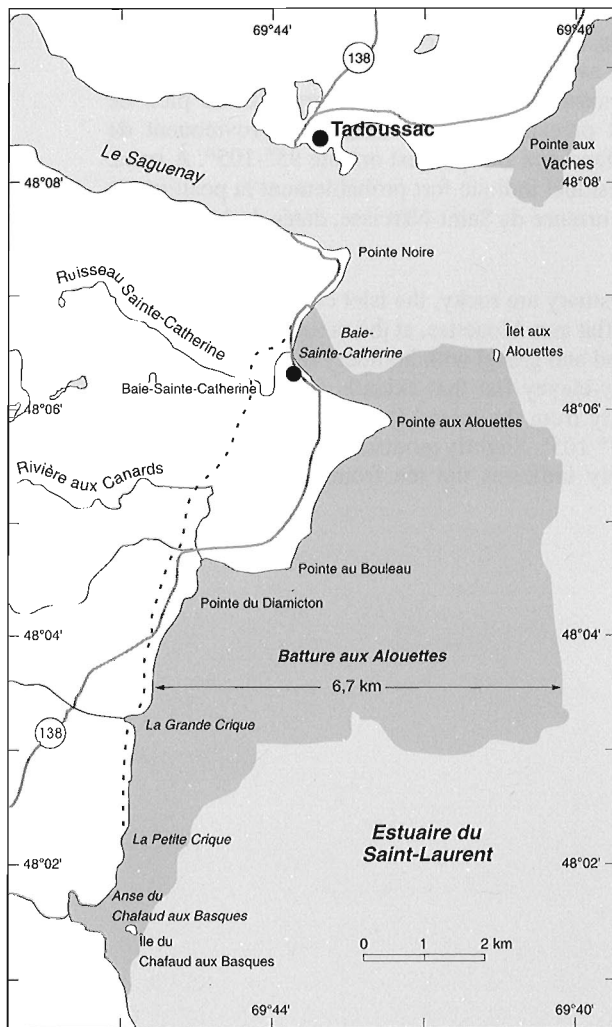 69°44'
69°40'
138
Tadoussac
Pointe aux
Vaches
Le Saguenay
48°08'
48°08'
Pointe Noire
Ruisseau Sainte-Catherine
Baie-
Sainte-Catherine
Îlet aux
Alouettes
Baie-Sainte-Catherine
48°06'
48°06'
Pointe aux Alouettes
Rivière aux Canards
Pointe au Bouleau
Pointe du Diamicton
48°04'
48°04'
Batture aux Alouettes
6,7 km
La Grande Crique
138
Estuaire du
Saint-Laurent
La Petite Crique
48°02'
48°02'
Anse du
Chafaud aux Basques
Île du
Chafaud aux Basques
0 1 2 km
69°44'
69°40'